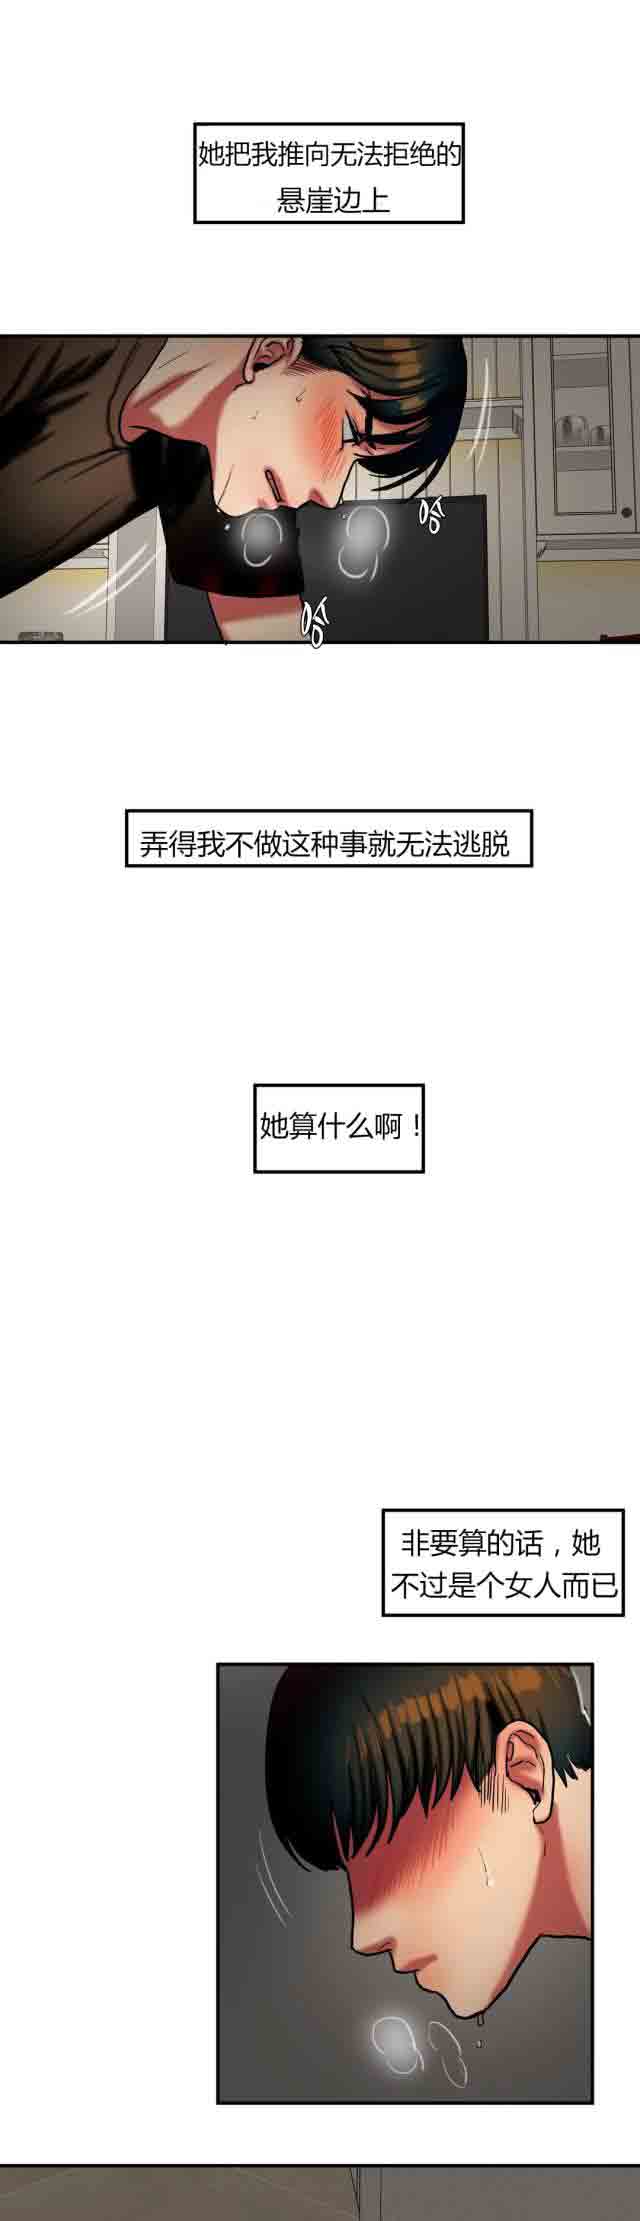 她把我推向无法拒绝的
悬崖边上
哈
哈
弄得我不做这种事就无法逃脱
她算什么啊！
非要算的话，她
不过是个女人而已